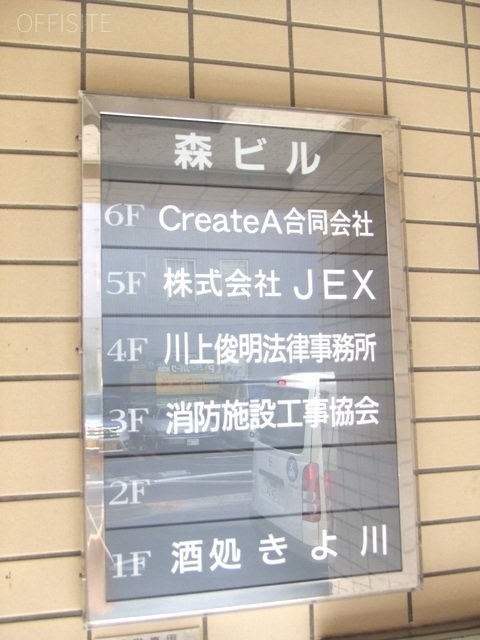 OFFISITE
森ビル
6F CreateA合同会社
5F 株式会社 JEX
4F 川上俊明法律事務所
3F 消防施設工事協会
2F
1F 酒処 きよ川